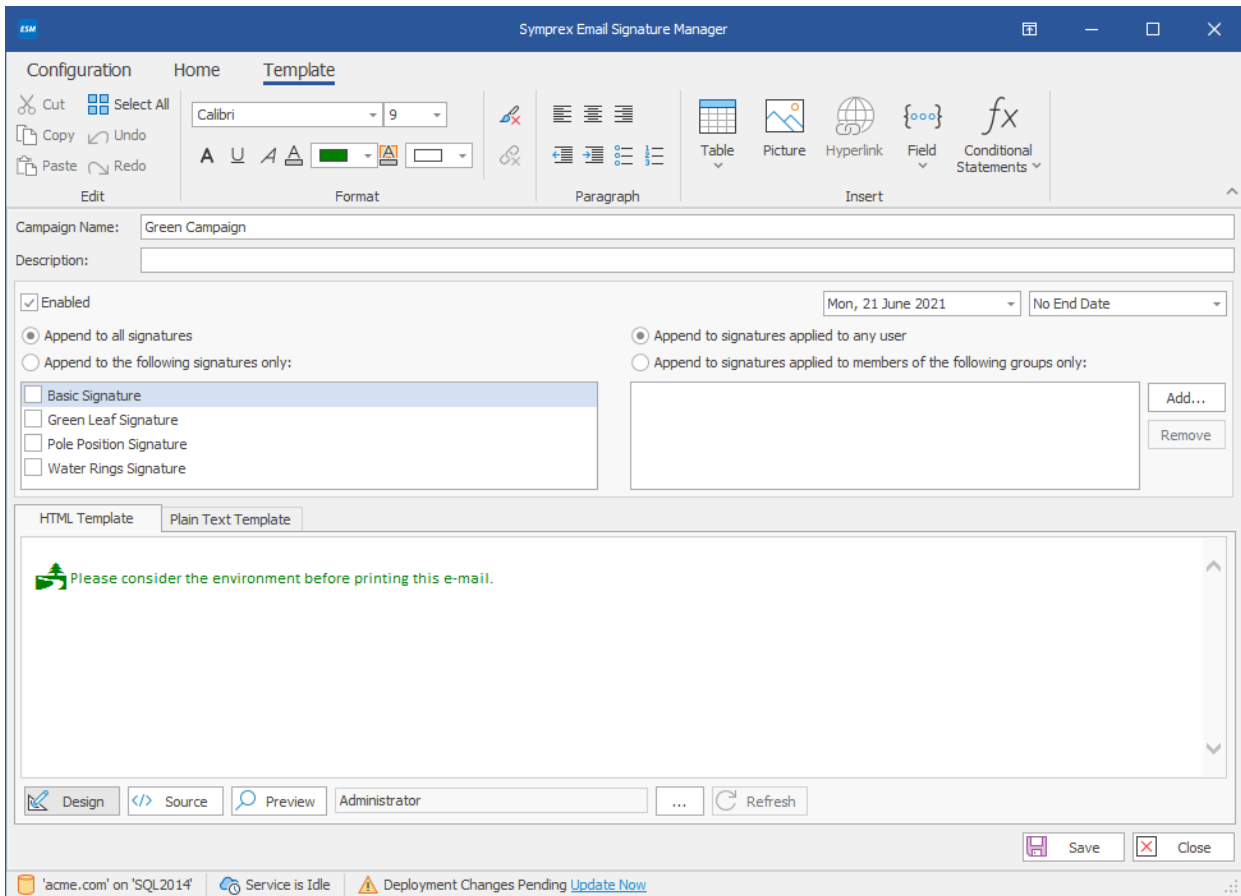 ESM Symprex Email Signature Manager
Configuration Home Template
Cut Select All
Copy Undo
Paste Redo
Edit
Calibri 9
A U A A A
Format
Paragraph
Table Picture Hyperlink Field Conditional
Statements
Insert
Campaign Name: Green Campaign
Description:
Enabled
Mon, 21 June 2021 No End Date
Append to all signatures
Append to the following signatures only:
Basic Signature
Green Leaf Signature
Pole Position Signature
Water Rings Signature
Append to signatures applied to any user
Append to signatures applied to members of the following groups only:
Add...
Remove
HTML Template Plain Text Template
Please consider the environment before printing this e-mail.
Design </> Source Preview Administrator ... Refresh
Save Close
'acme.com' on 'SQL2014' Service is Idle Deployment Changes Pending Update Now